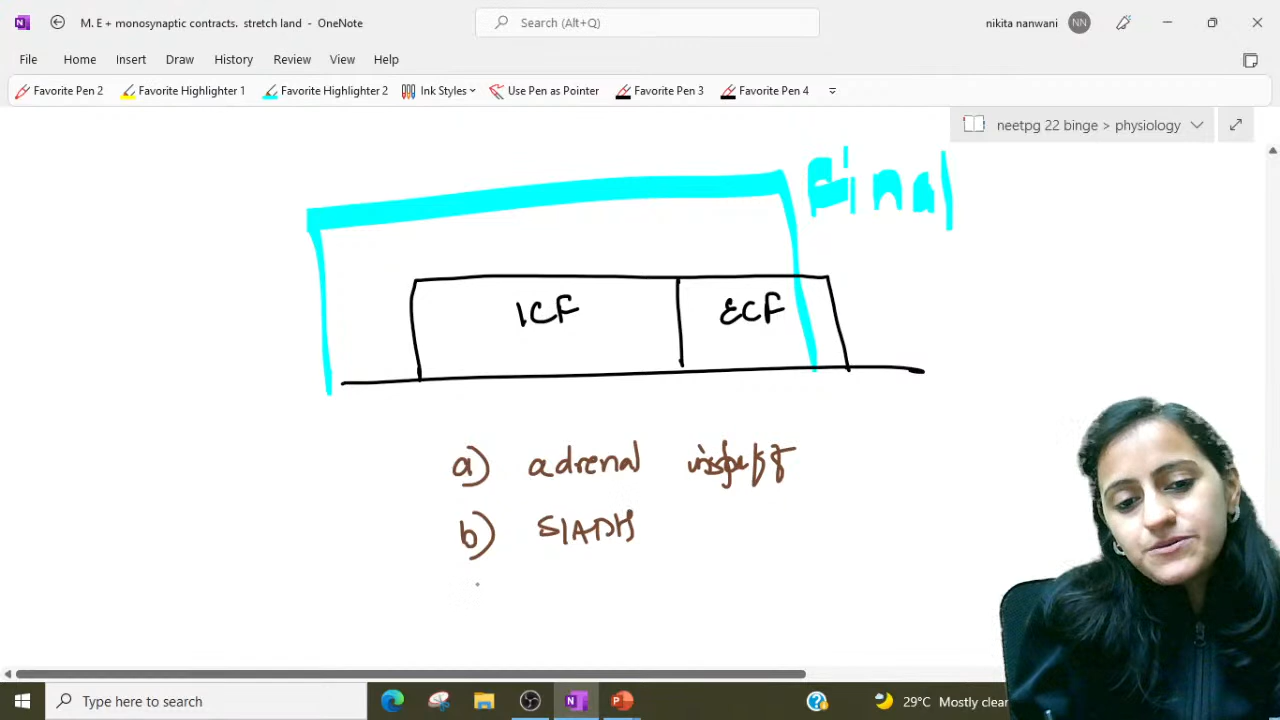 M. E + monosynaptic contracts. stretch land - OneNote
Search (Alt+Q)
nikita nanwani NN
File Home Insert Draw History Review View Help
Favorite Pen 2 Favorite Highlighter 1 Favorite Highlighter 2 Ink Styles Use Pen as Pointer Favorite Pen 3 Favorite Pen 4
neetpg 22 binge > physiology
Final
ICF ECF
a) adrenal
b) SIADH
Type here to search
29°C Mostly clear